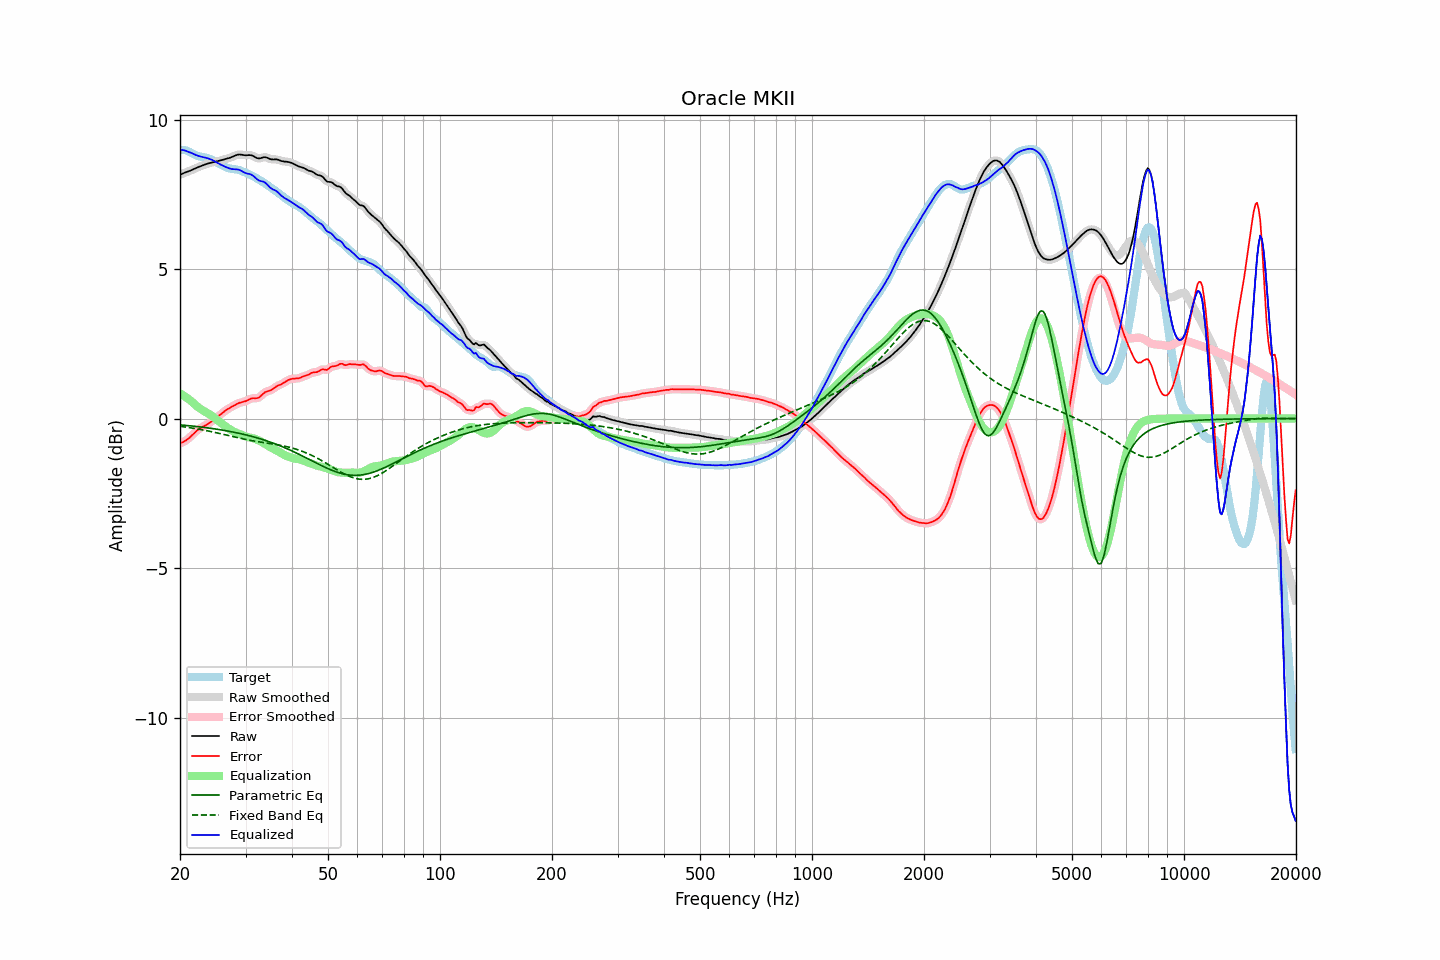 Oracle MKII
10
5
0
−5
−10
Amplitude (dBr)
Target
Raw Smoothed
Error Smoothed
Raw
Error
Equalization
Parametric Eq
Fixed Band Eq
Equalized
20 50 100 200 500 1000 2000 5000 10000 20000
Frequency (Hz)